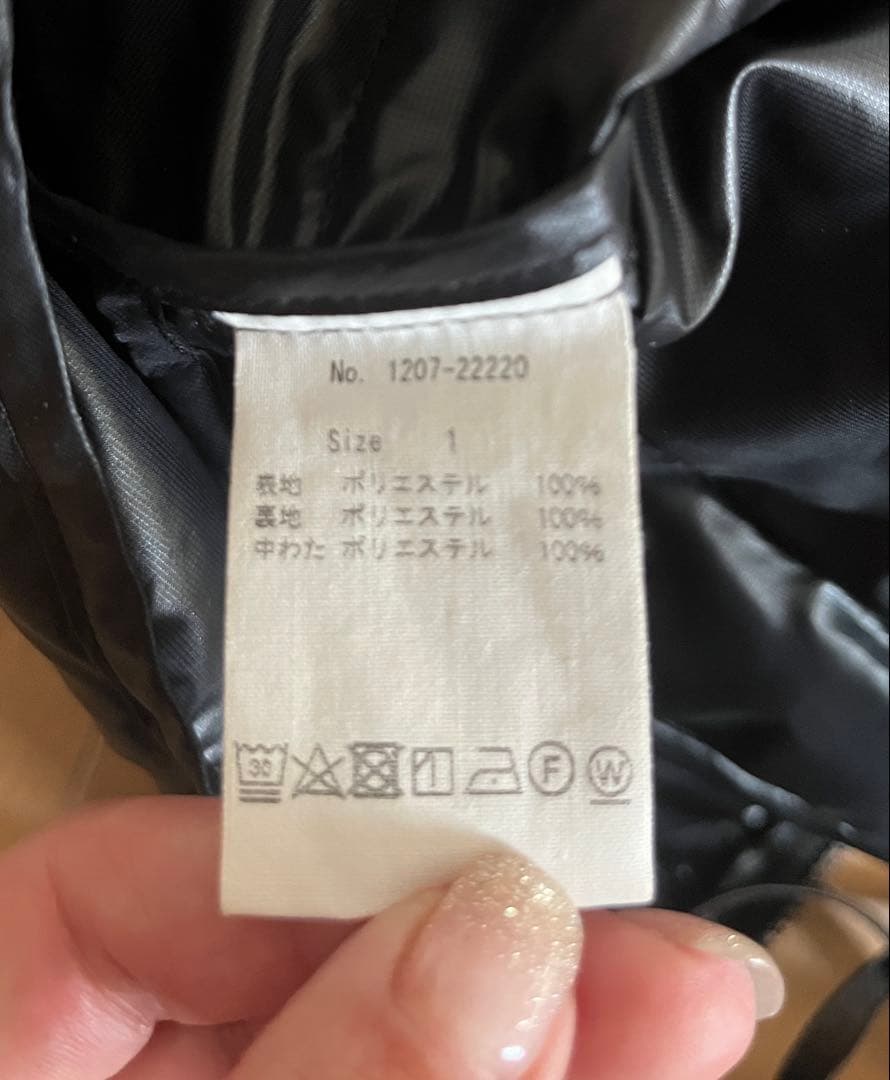 No. 1207-22220
Size 1
表地 ポリエステル 100%
裏地 ポリエステル 100%
中わた ポリエステル 100%
30 F W